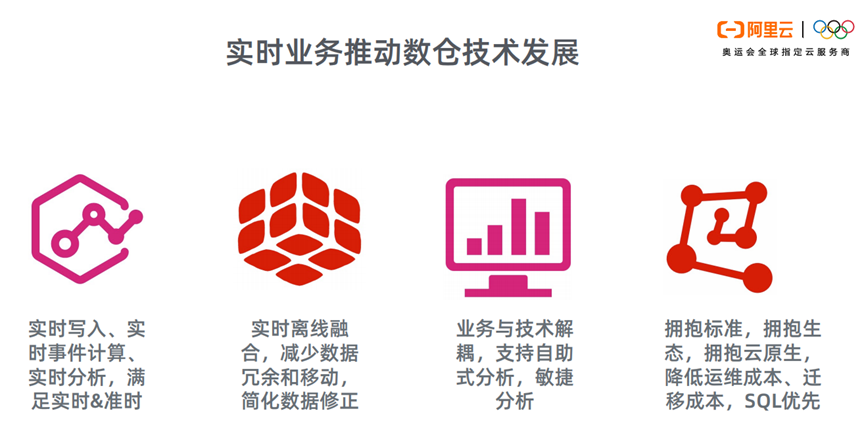 实时业务推动数仓技术发展
阿里云
奥运会全球指定云服务商
实时写入、实
时事件计算、
实时分析，满
足实时&准时
实时离线融
合，减少数据
冗余和移动，
简化数据修正
业务与技术解
耦，支持自助
式分析，敏捷
分析
拥抱标准，拥抱生
态，拥抱云原生，
降低运维成本、迁
移成本，SQL优先